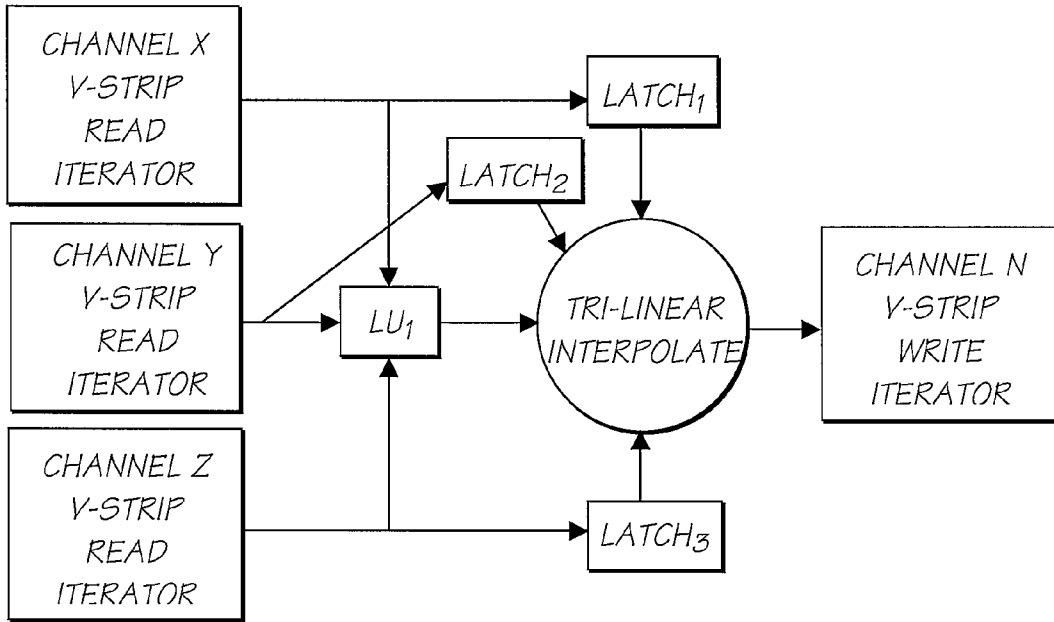 CHANNEL X
V-STRIP
READ
ITERATOR
LATCH₁
LATCH₂
CHANNEL Y
V-STRIP
READ
ITERATOR
LU₁
TRI-LINEAR
INTERPOLATE
CHANNEL N
V-STRIP
WRITE
ITERATOR
CHANNEL Z
V-STRIP
READ
ITERATOR
LATCH₃